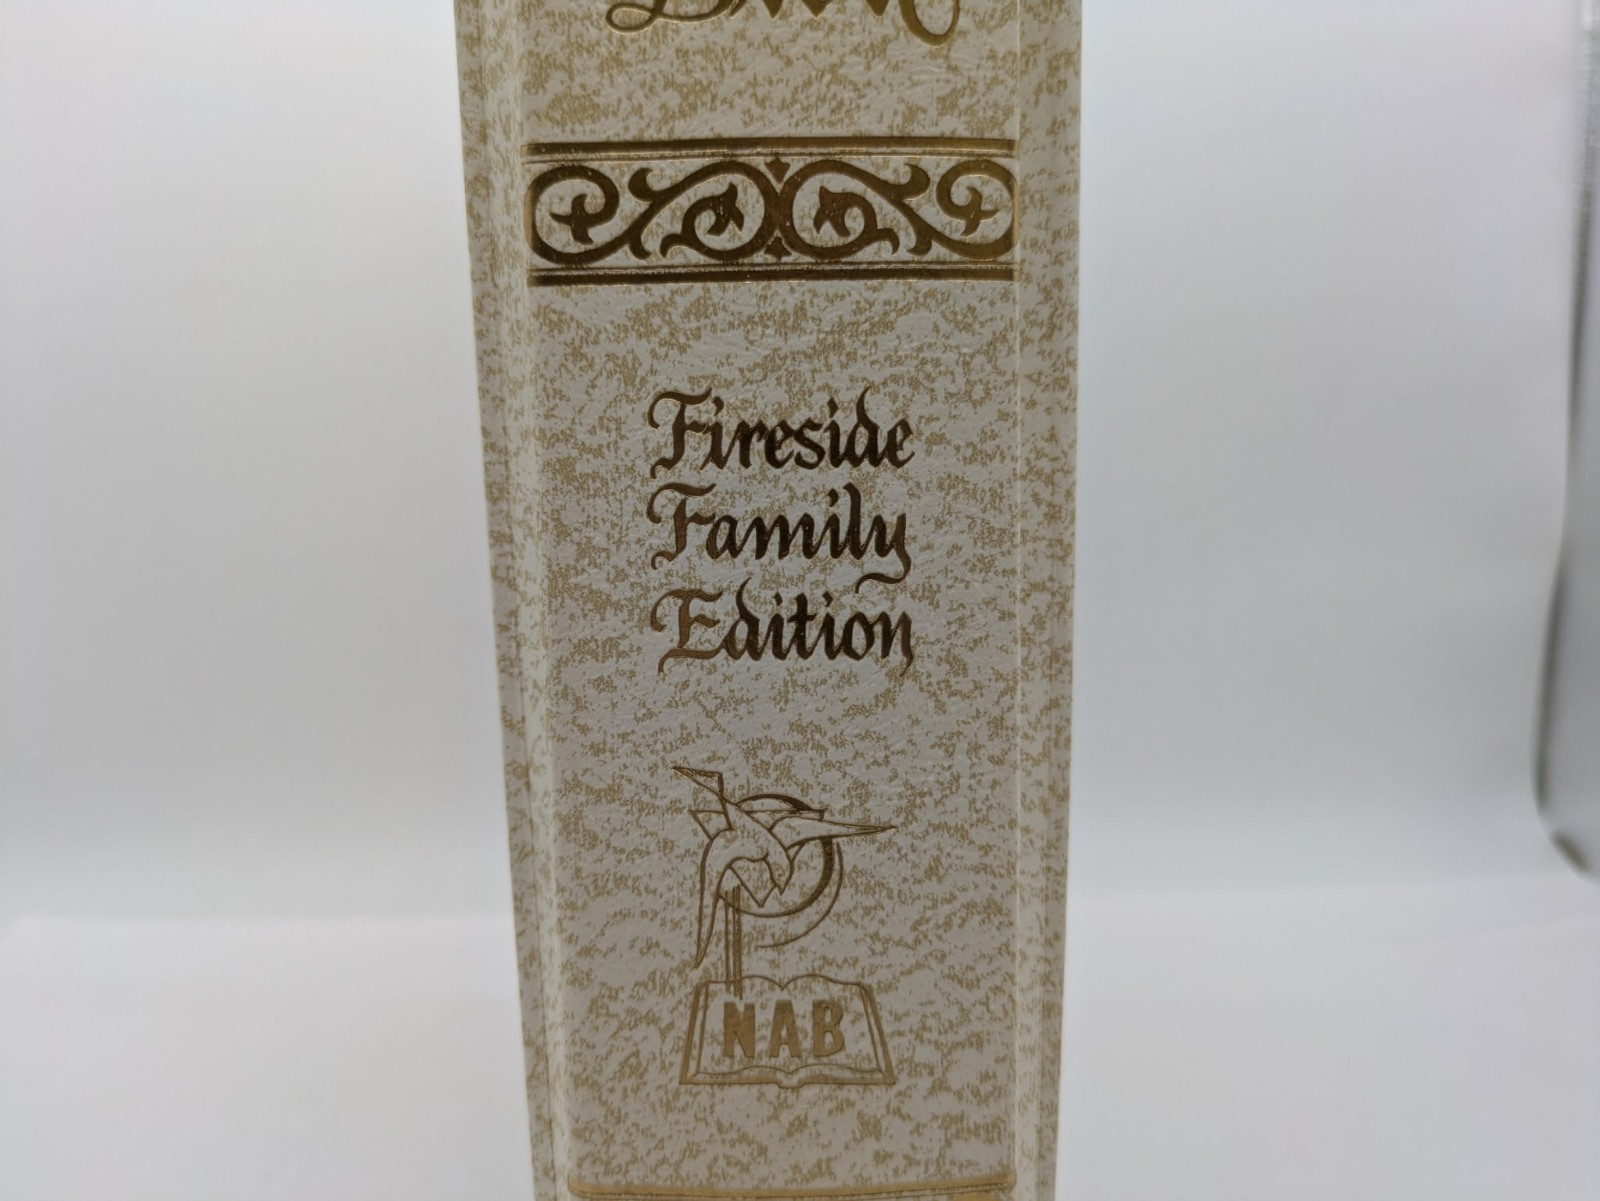 Fireside
Family
Edition
NAB